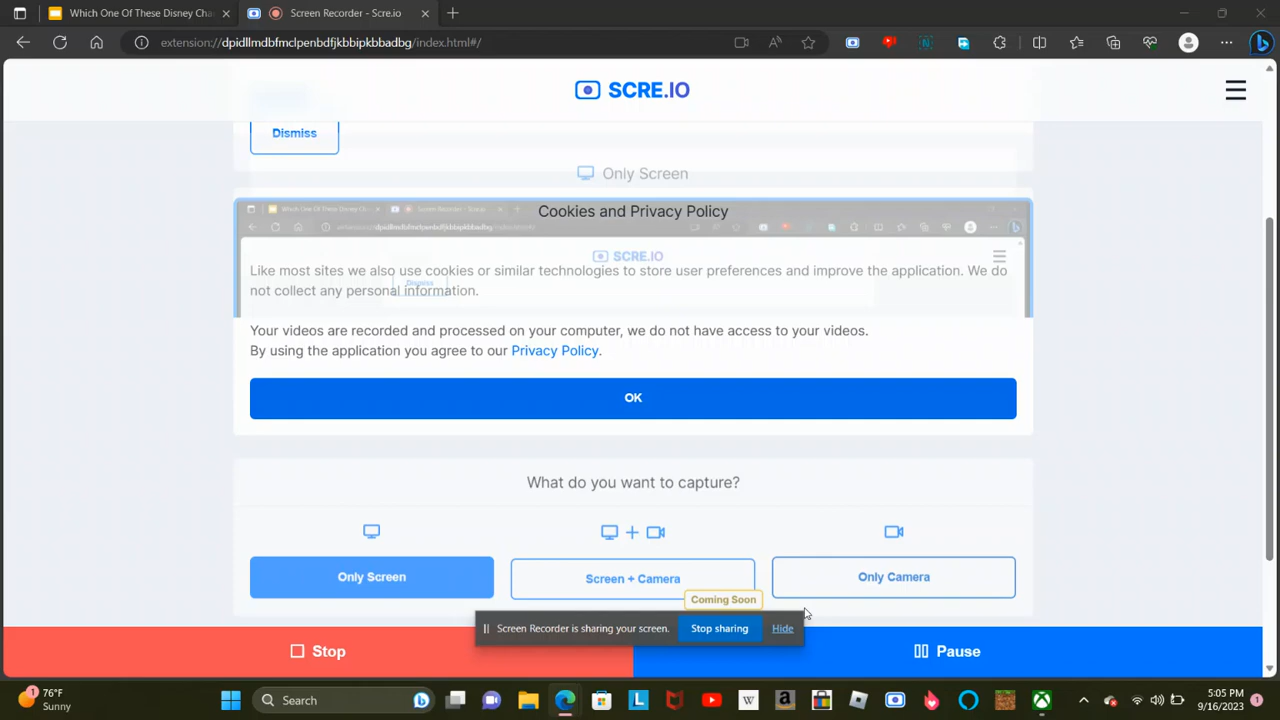 Which One Of These Disney Cha
Screen Recorder - Scre.io
extension://dpidllmdbfmclpenbdfjkbbipkbbadbg/index.html#/
SCRE.IO
Dismiss
Only Screen
Cookies and Privacy Policy
SCRE.IO
Dismiss
Like most sites we also use cookies or similar technologies to store user preferences and improve the application. We do
not collect any personal information.
Your videos are recorded and processed on your computer, we do not have access to your videos.
By using the application you agree to our Privacy Policy.
OK
What do you want to capture?
Only Screen
Screen + Camera
Only Camera
Coming Soon
Screen Recorder is sharing your screen.
Stop sharing
Hide
Stop
Pause
1
76°F
Sunny
Search
5:05 PM
9/16/2023
1